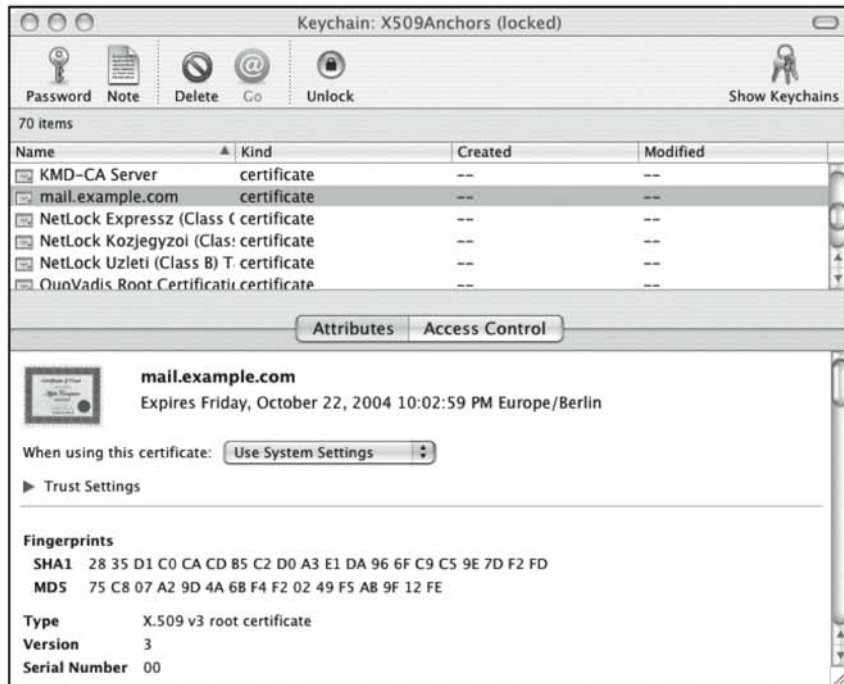 Keychain: X509Anchors (locked)
Password Note Delete Go Unlock Show Keychains
70 items
Name Kind Created Modified
KMD-CA Server certificate -- --
mail.example.com certificate -- --
NetLock Expressz (Class C certificate -- --
NetLock Kozjegyzoi (Clas: certificate -- --
NetLock Uzleti (Class B) T. certificate -- --
QuoVadis Root Certificatic certificate -- --
Attributes Access Control
mail.example.com
Expires Friday, October 22, 2004 10:02:59 PM Europe/Berlin
When using this certificate: Use System Settings
Trust Settings
Fingerprints
SHA1 28 35 D1 C0 CA CD B5 C2 D0 A3 E1 DA 96 6F C9 C5 9E 7D F2 FD
MD5 75 C8 07 A2 9D 4A 6B F4 F2 02 49 F5 AB 9F 12 FE
Type X.509 v3 root certificate
Version 3
Serial Number 00